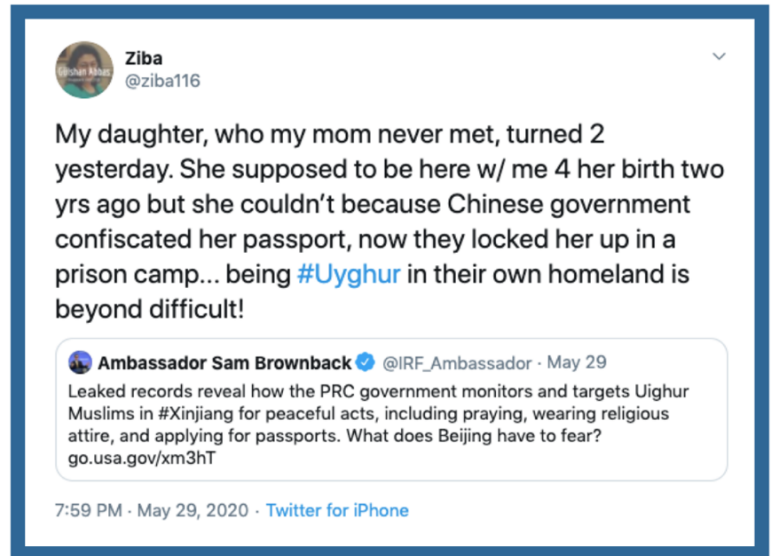 Ziba
@ziba116
My daughter, who my mom never met, turned 2
yesterday. She supposed to be here w/ me 4 her birth two
yrs ago but she couldn't because Chinese government
confiscated her passport, now they locked her up in a
prison camp... being #Uyghur in their own homeland is
beyond difficult!
Ambassador Sam Brownback @IRF_Ambassador · May 29
Leaked records reveal how the PRC government monitors and targets Uighur
Muslims in #Xinjiang for peaceful acts, including praying, wearing religious
attire, and applying for passports. What does Beijing have to fear?
go.usa.gov/xm3hT
7:59 PM · May 29, 2020 · Twitter for iPhone